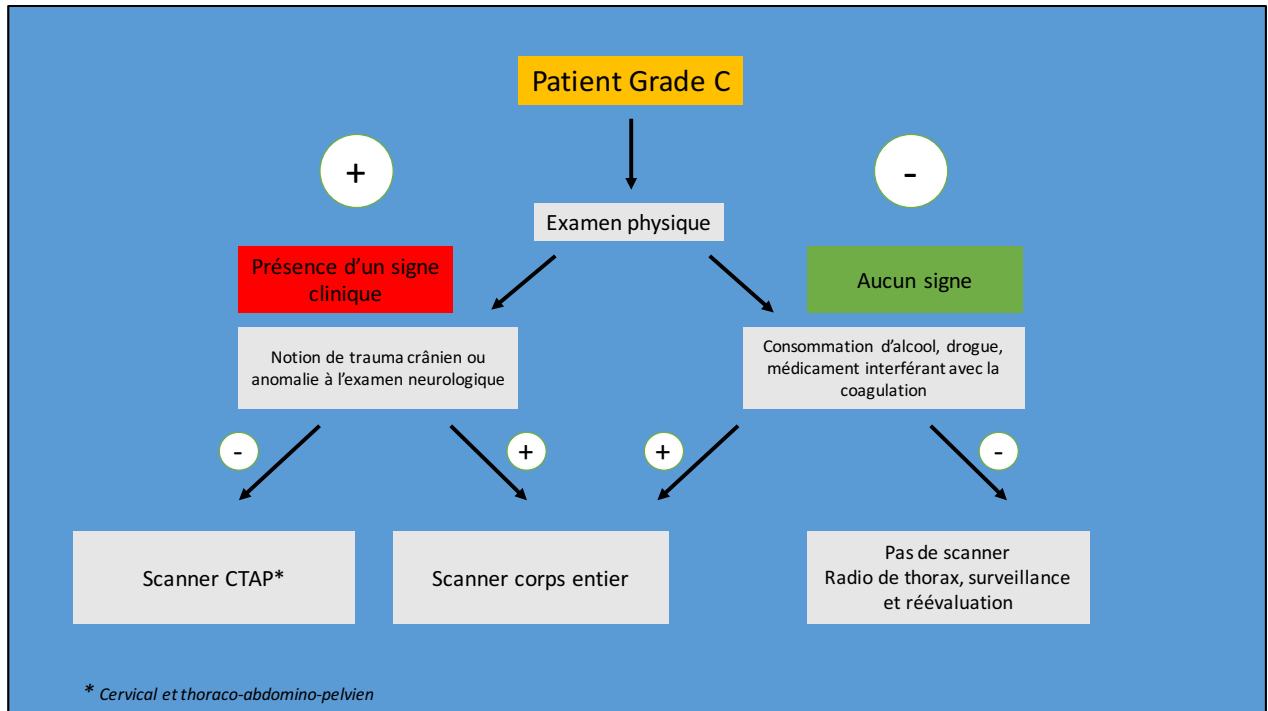 Patient Grade C
+
-
Examen physique
Présence d'un signe
clinique
Aucun signe
Notion de trauma crânien ou
anomalie à l'examen neurologique
Consommation d'alcool, drogue,
médicament interférant avec la
coagulation
-
+
+
-
Scanner CTAP*
Scanner corps entier
Pas de scanner
Radio de thorax, surveillance
et réévaluation
* Cervical et thoraco-abdomino-pelvien